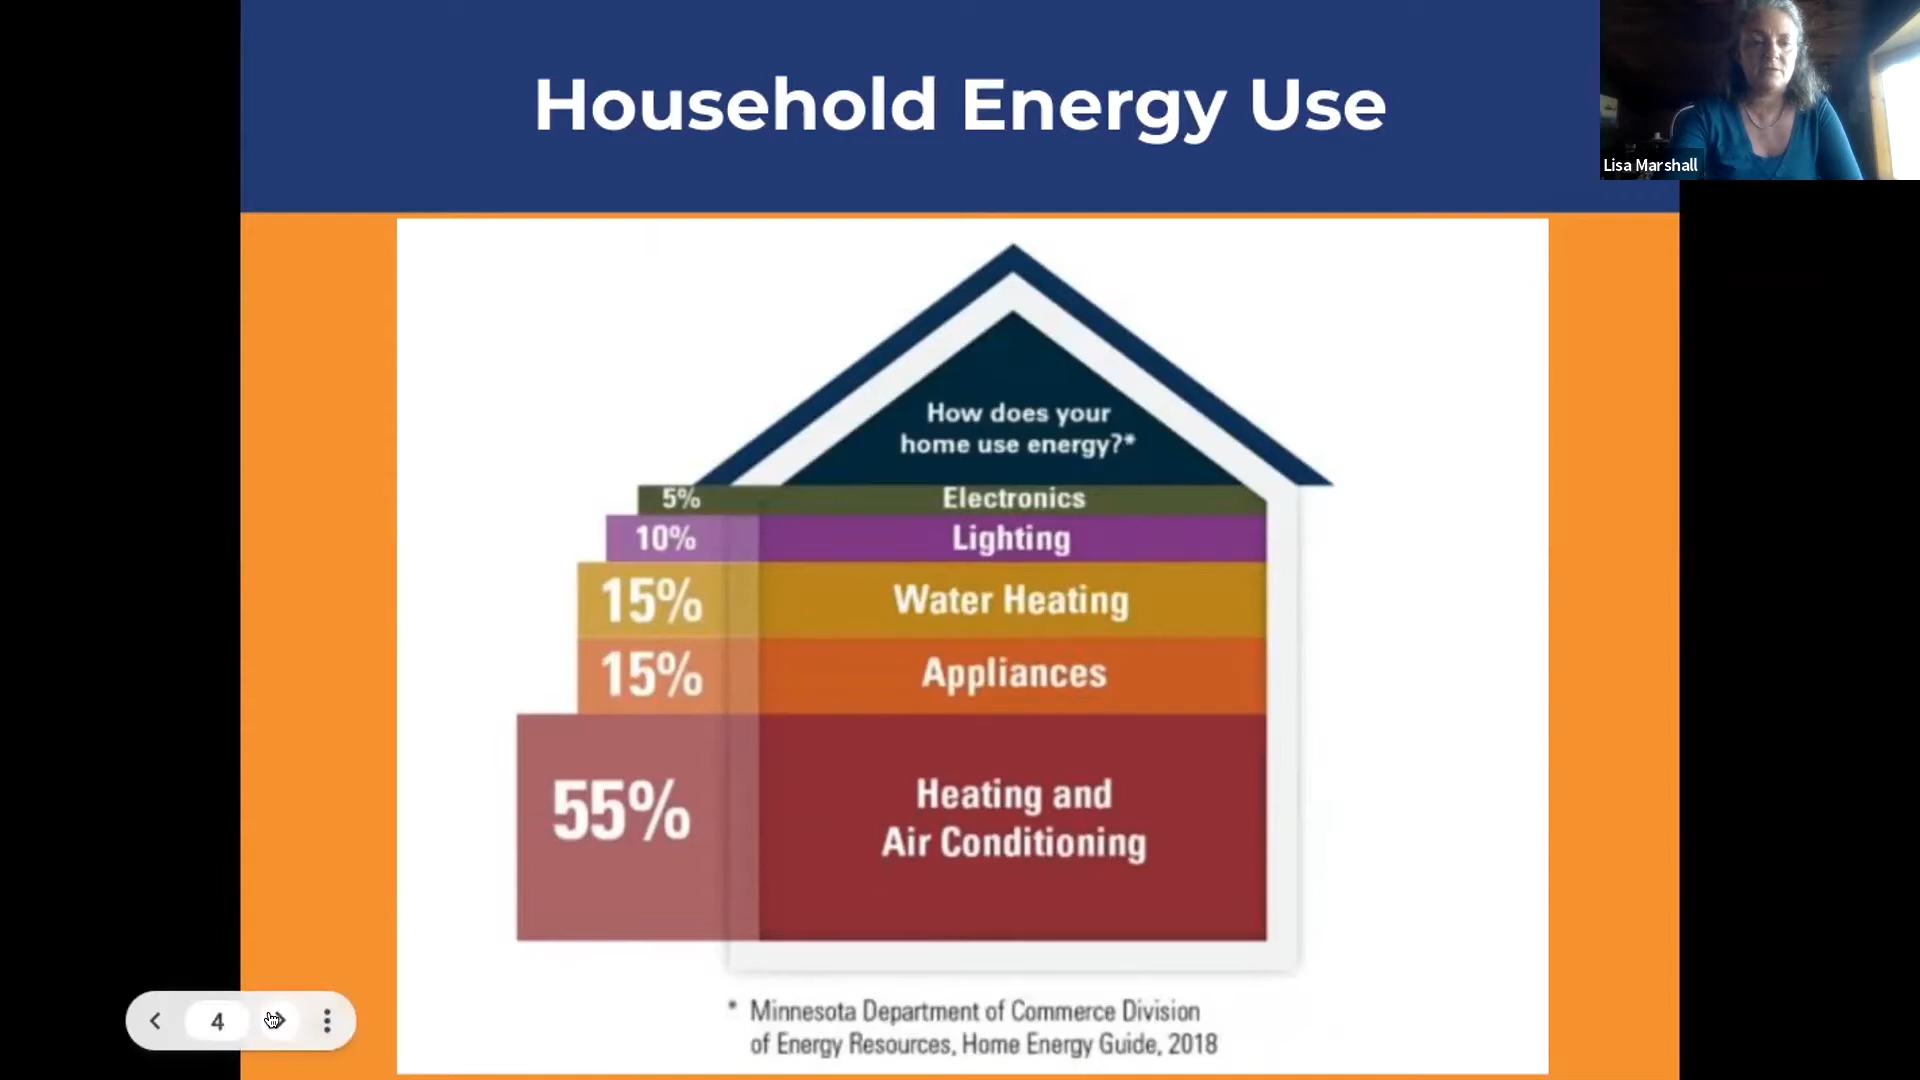 Household Energy Use
Lisa Marshall
How does your
home use energy?*
5% Electronics
10% Lighting
15% Water Heating
15% Appliances
55% Heating and
Air Conditioning
* Minnesota Department of Commerce Division
of Energy Resources, Home Energy Guide, 2018
4